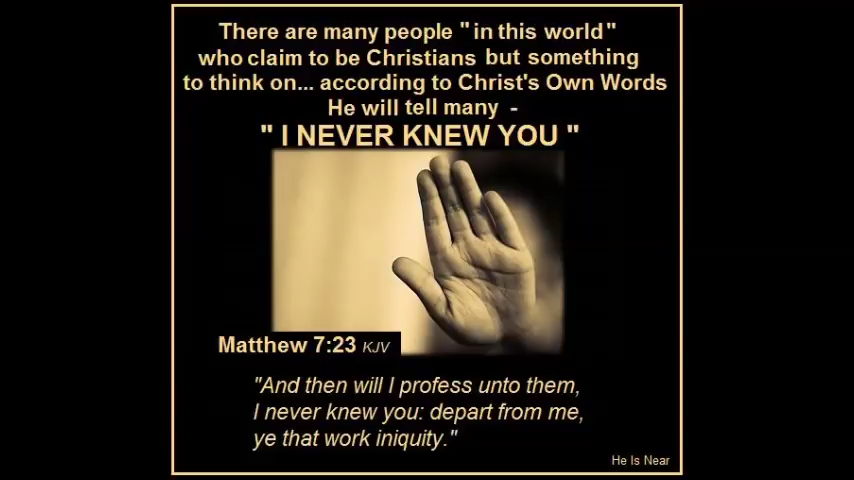 There are many people " in this world"
who claim to be Christians but something
to think on... according to Christ's Own Words
He will tell many -
" I NEVER KNEW YOU "
Matthew 7:23 KJV
"And then will I profess unto them,
I never knew you: depart from me,
ye that work iniquity."
He Is Near